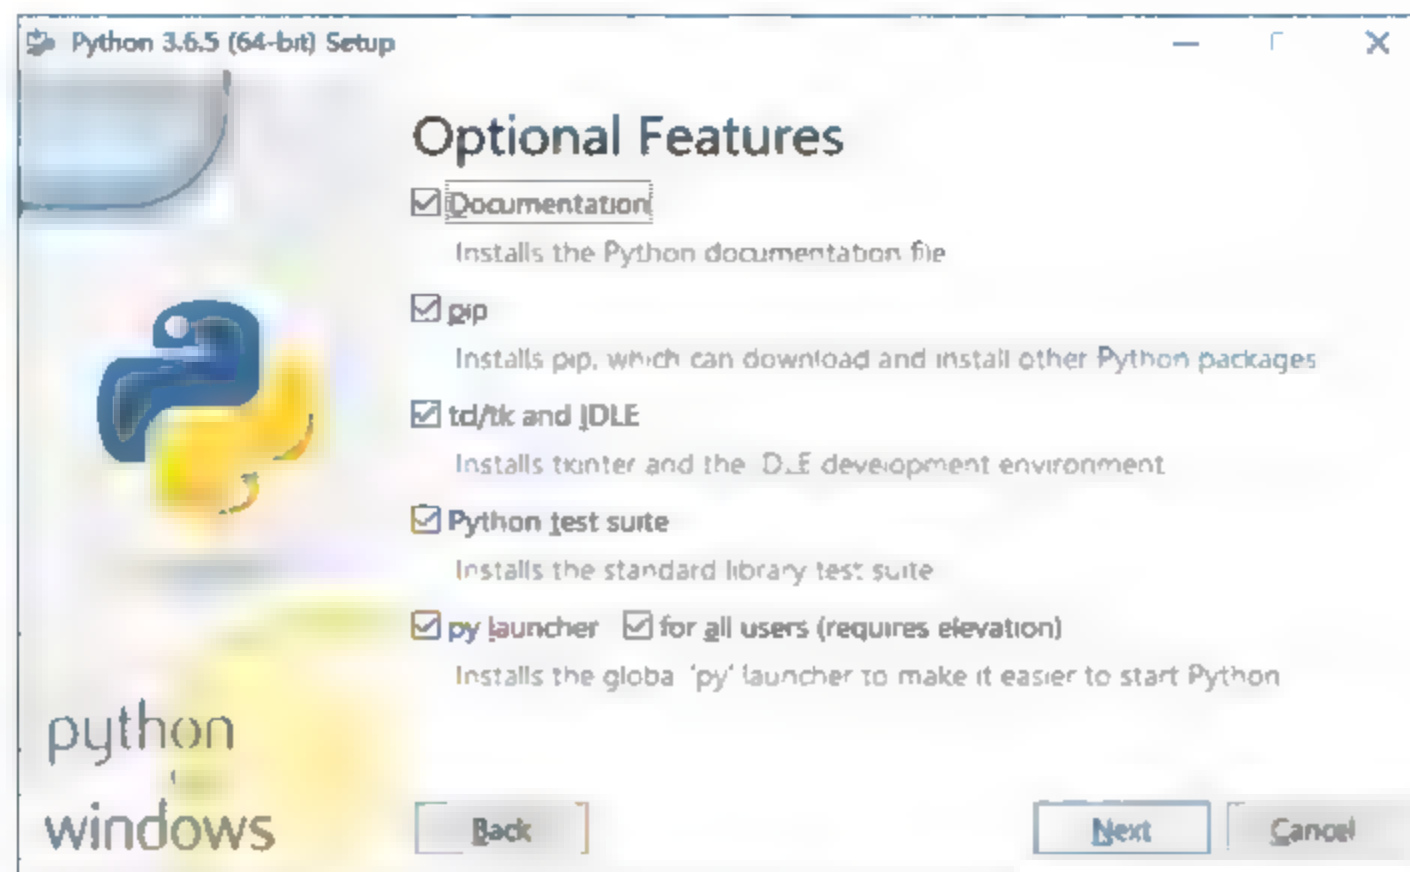 Python 3.6.5 (64-bit) Setup
Optional Features
Documentation
Installs the Python documentation file
pip
Installs pip, which can download and install other Python packages
tcl/tk and IDLE
Installs tkinter and the IDLE development environment
Python test suite
Installs the standard library test suite
py launcher for all users (requires elevation)
Installs the global 'py' launcher to make it easier to start Python
python
windows
Back Next Cancel